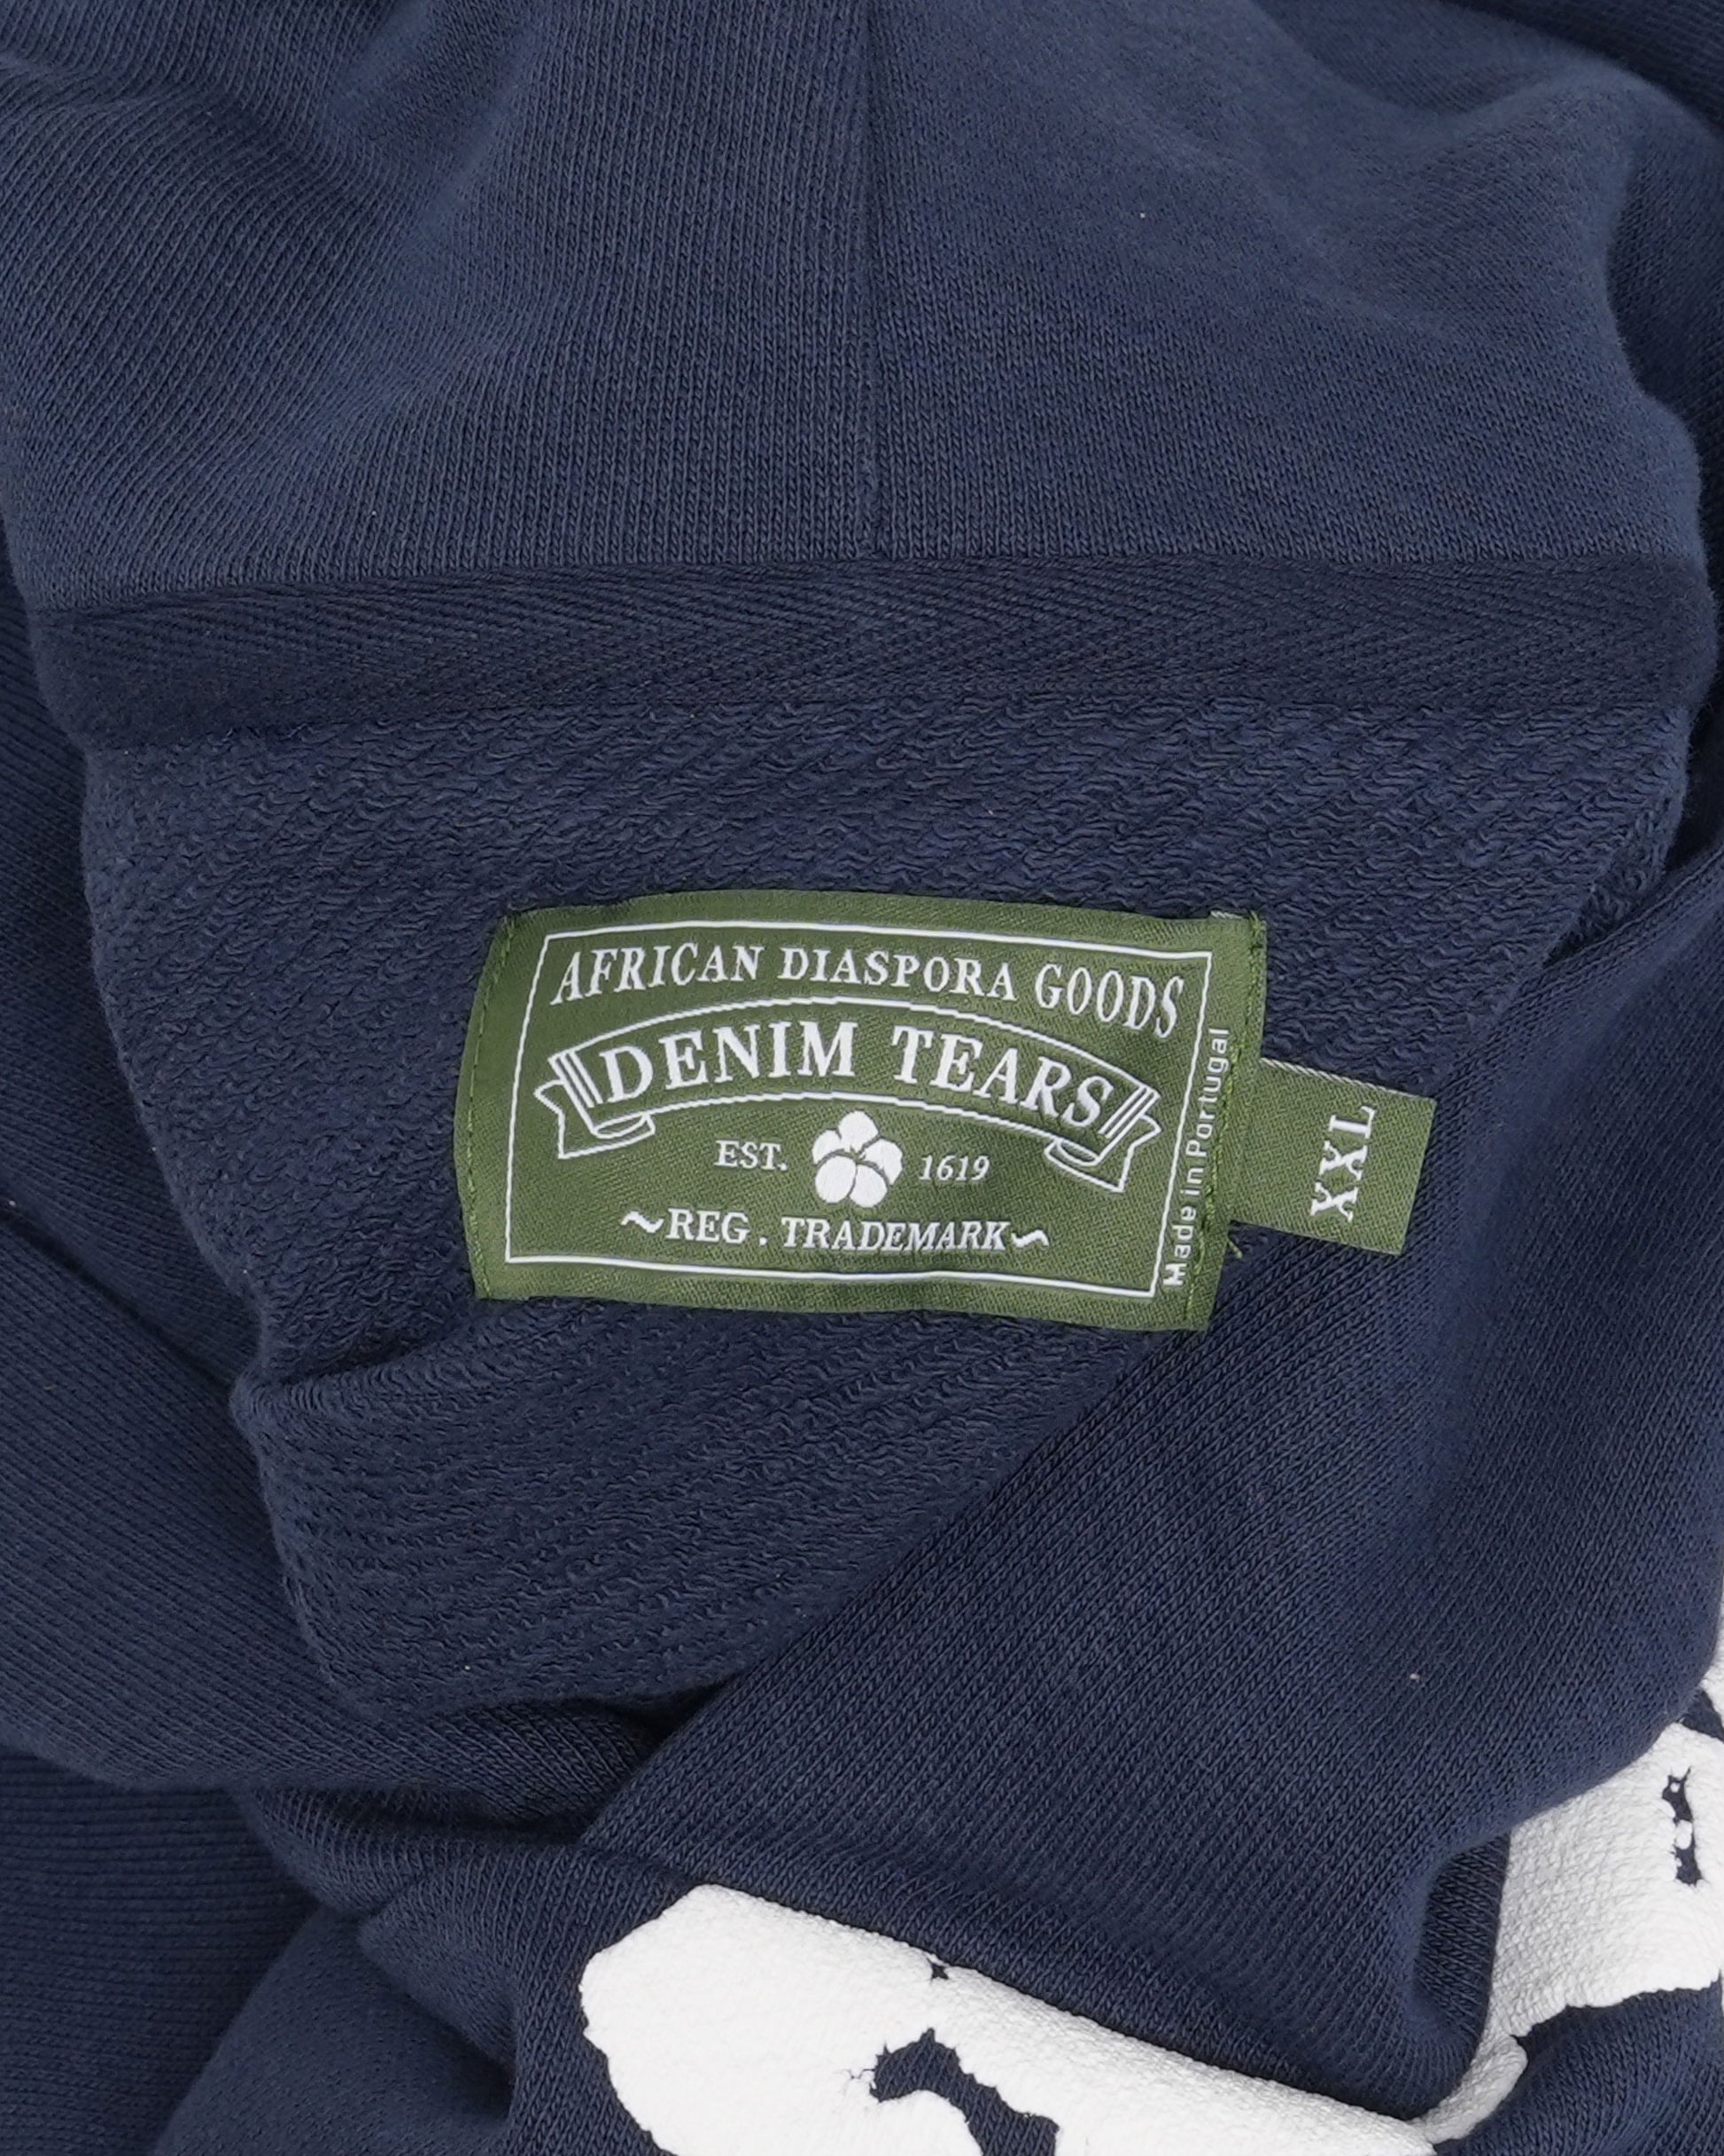 AFRICAN DIASPORA GOODS
DENIM TEARS
EST. 1619
~REG . TRADEMARK~
Made in Portugal
XXL